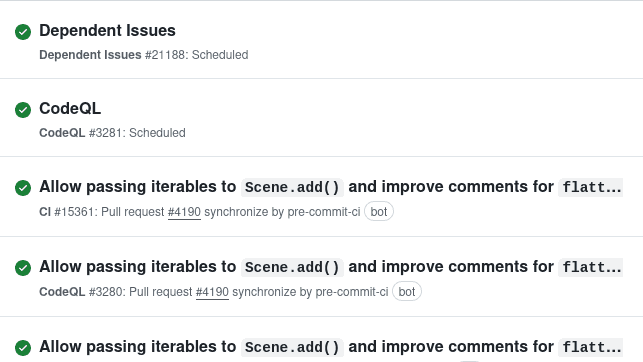 Dependent Issues
Dependent Issues #21188: Scheduled
CodeQL
CodeQL #3281: Scheduled
Allow passing iterables to Scene.add() and improve comments for flatt...
CI #15361: Pull request #4190 synchronize by pre-commit-ci bot
Allow passing iterables to Scene.add() and improve comments for flatt...
CodeQL #3280: Pull request #4190 synchronize by pre-commit-ci bot
Allow passing iterables to Scene.add() and improve comments for flatt...